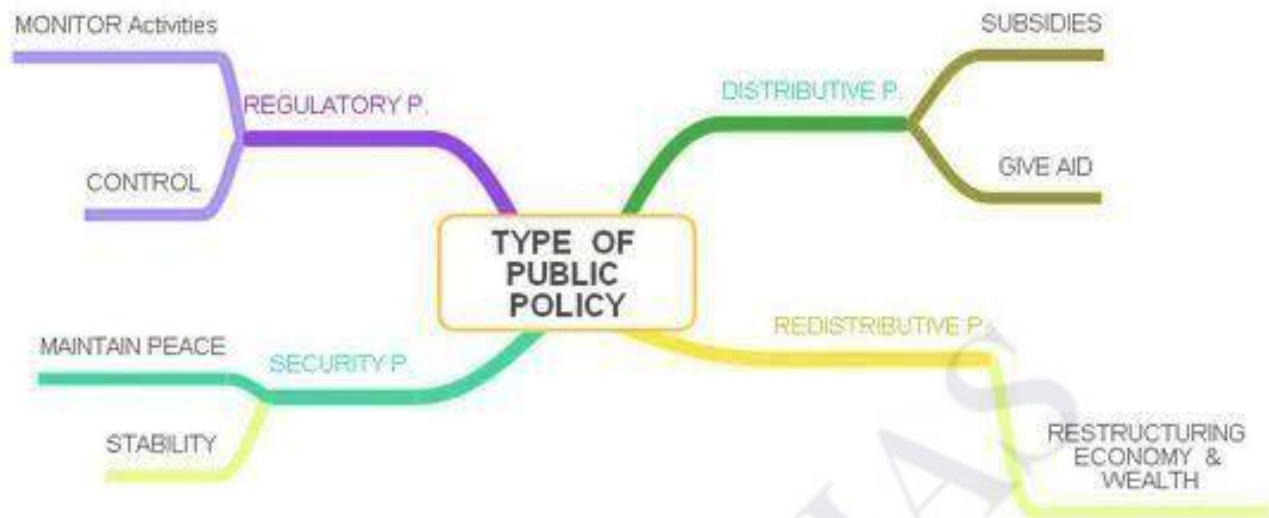 MONITOR Activities
REGULATORY P.
CONTROL
DISTRIBUTIVE P.
SUBSIDIES
GIVE AID
TYPE OF
PUBLIC
POLICY
MAINTAIN PEACE
SECURITY P.
STABILITY
REDISTRIBUTIVE P.
RESTRUCTURING
ECONOMY &
WEALTH
IAS